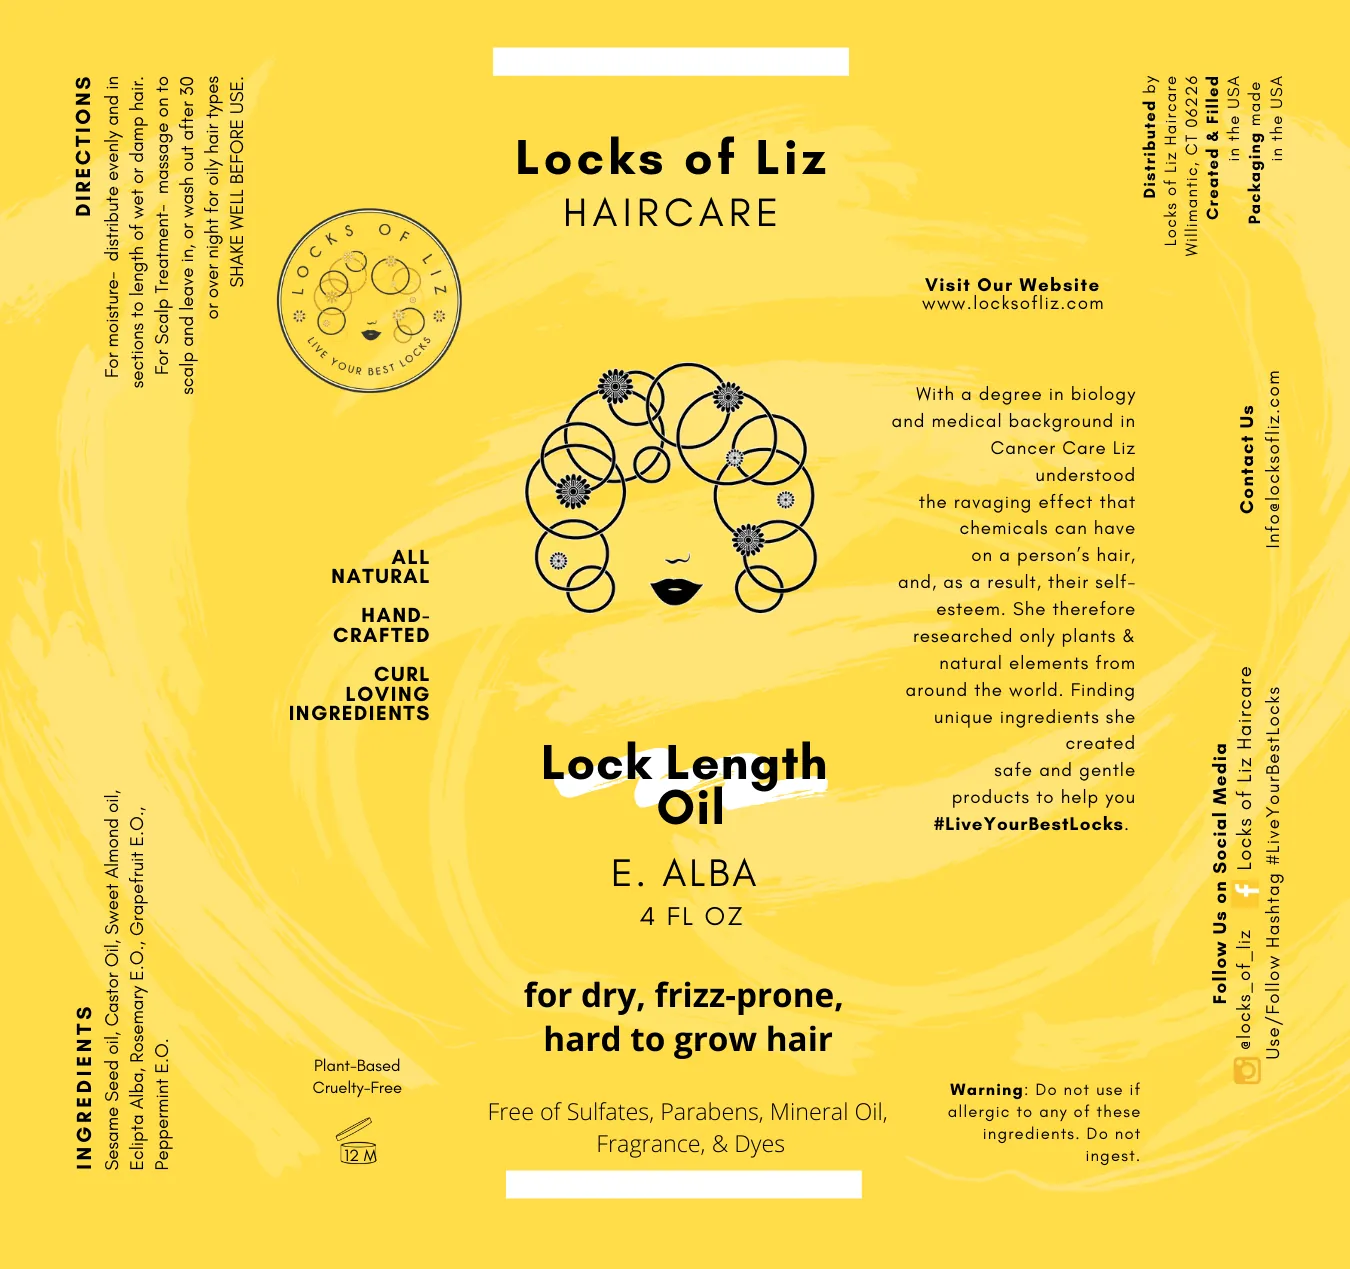 DIRECTIONS
For moisture- distribute evenly and in
sections to length of wet or damp hair.
For Scalp Treatment- massage on to
scalp and leave in, or wash out after 30
or over night for oily hair types
SHAKE WELL BEFORE USE.
INGREDIENTS
Sesame Seed oil, Castor Oil, Sweet Almond oil,
Eclipta Alba, Rosemary E.O., Grapefruit E.O.,
Peppermint E.O.
LOCKS OF LIZ
LIVE YOUR BEST LOCKS
ALL
NATURAL
HAND-
CRAFTED
CURL
LOVING
INGREDIENTS
Plant-Based
Cruelty-Free
12 M
Locks of Liz
HAIRCARE
Lock Length
Oil
E. ALBA
4 FL OZ
for dry, frizz-prone,
hard to grow hair
Free of Sulfates, Parabens, Mineral Oil,
Fragrance, & Dyes
Visit Our Website
www.locksofliz.com
With a degree in biology
and medical background in
Cancer Care Liz
understood
the ravaging effect that
chemicals can have
on a person's hair,
and, as a result, their self-
esteem. She therefore
researched only plants &
natural elements from
around the world. Finding
unique ingredients she
created
safe and gentle
products to help you
#LiveYourBestLocks.
Warning: Do not use if
allergic to any of these
ingredients. Do not
ingest.
Distributed by
Locks of Liz Haircare
Willimantic, CT 06226
Created & Filled
in the USA
Packaging made
in the USA
Contact Us
Info@locksofliz.com
Follow Us on Social Media
@locks_of_liz f Locks of Liz Haircare
Use/Follow Hashtag #LiveYourBestLocks